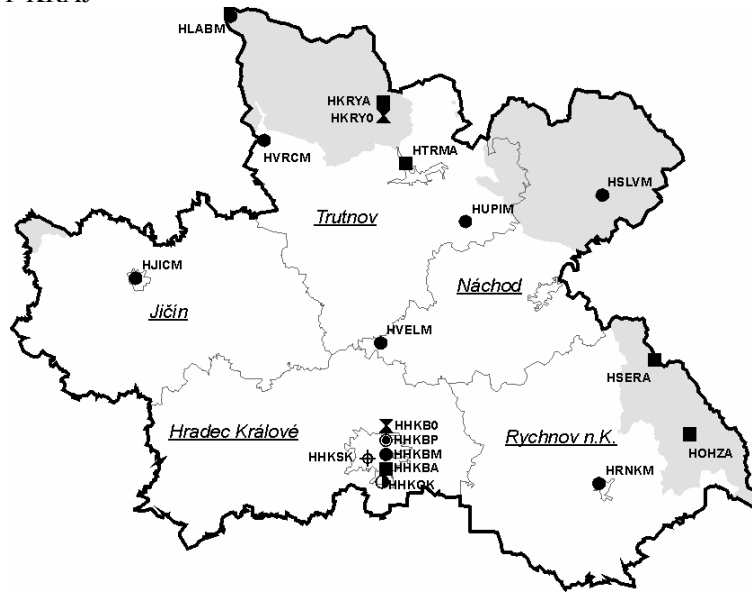 HLABM
HKRYA
HKRY0
HVRCM
HTRMA
HSLVM
Trutnov
HUPIM
HJICM
Náchod
Jičín
HVELM
HSERA
HHKB0
Hradec Králové
HHKBP
Rychnov n.K.
HOHZA
HHKSK
HHKBM
HHKBA
HHKOK
HRNKM